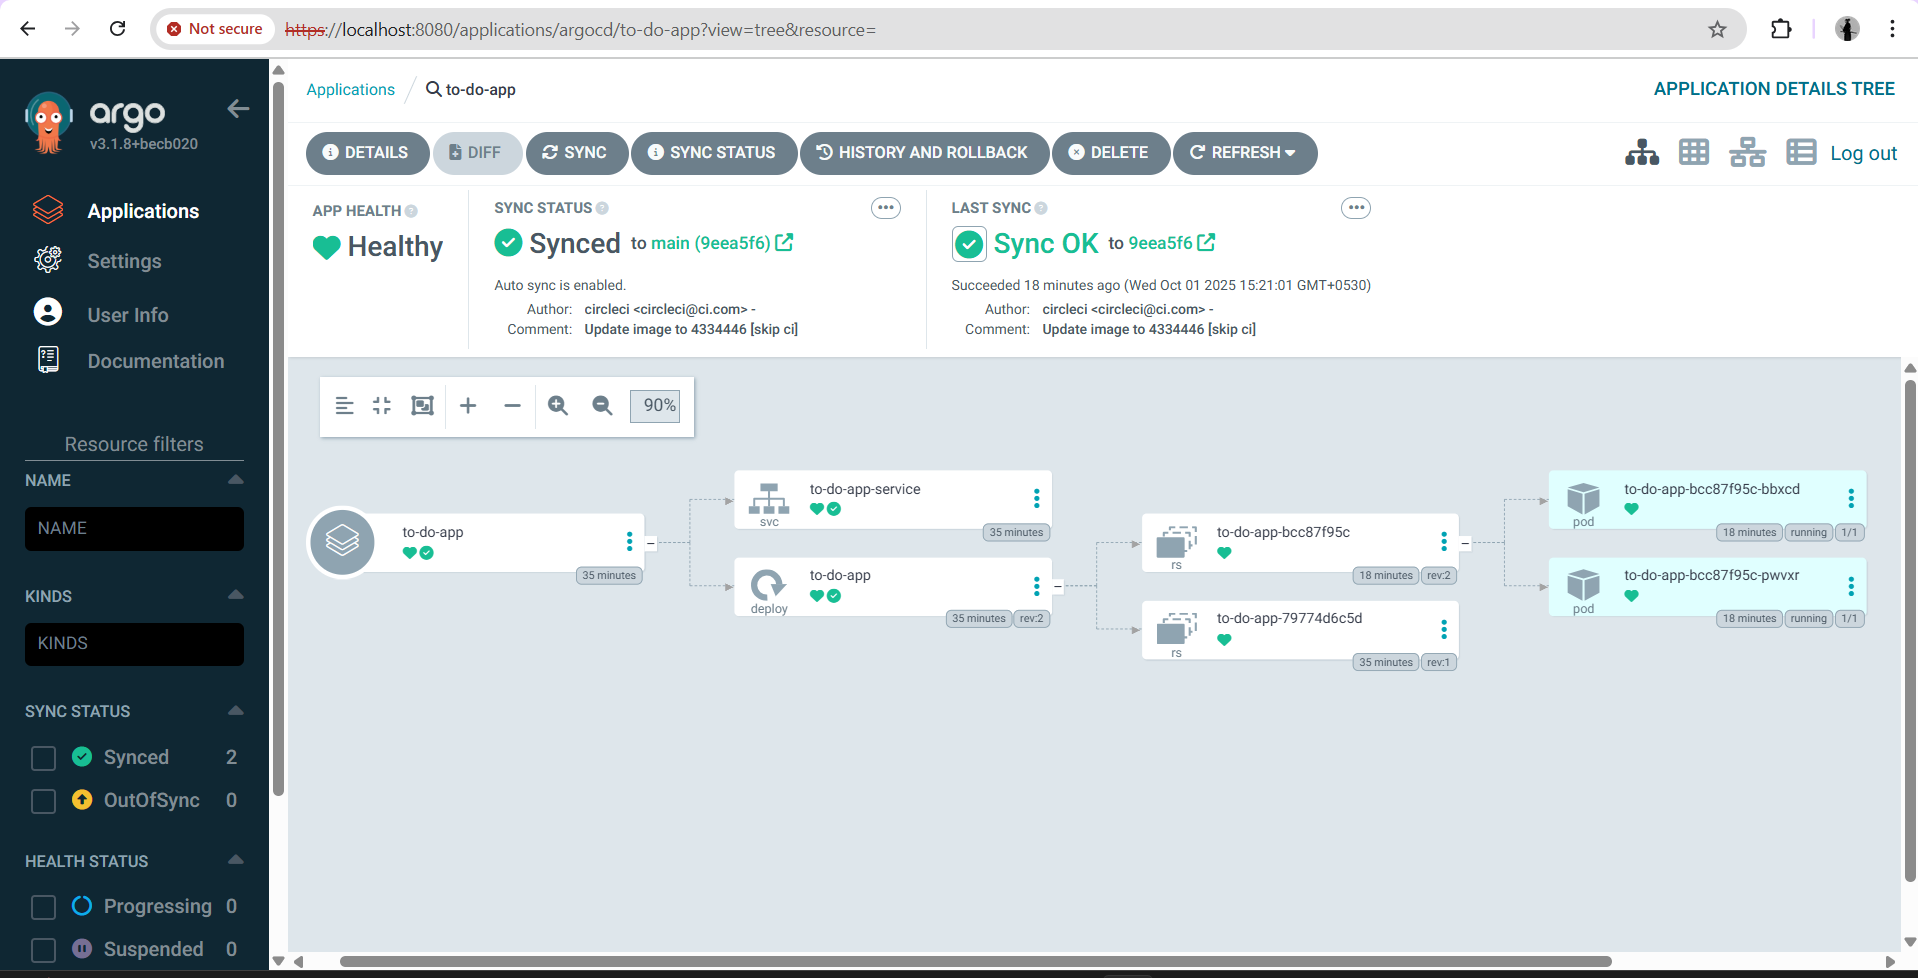 Not secure https://localhost:8080/applications/argocd/to-do-app?view=tree&resource=
argo
v3.1.8+becb020
Applications
Settings
User Info
Documentation
Resource filters
NAME
NAME
KINDS
KINDS
SYNC STATUS
Synced 2
OutOfSync 0
HEALTH STATUS
Progressing 0
Suspended 0
Applications / to-do-app
APPLICATION DETAILS TREE
DETAILS DIFF SYNC SYNC STATUS HISTORY AND ROLLBACK DELETE REFRESH
Log out
APP HEALTH
Healthy
SYNC STATUS
Synced to main (9eea5f6)
Auto sync is enabled.
Author: circleci <circleci@ci.com> -
Comment: Update image to 4334446 [skip ci]
LAST SYNC
Sync OK to 9eea5f6
Succeeded 18 minutes ago (Wed Oct 01 2025 15:21:01 GMT+0530)
Author: circleci <circleci@ci.com> -
Comment: Update image to 4334446 [skip ci]
90%
to-do-app
35 minutes
to-do-app-service
svc
35 minutes
to-do-app
deploy
35 minutes rev:2
to-do-app-bcc87f95c
rs
18 minutes rev:2
to-do-app-79774d6c5d
rs
35 minutes rev:1
to-do-app-bcc87f95c-bbxcd
pod
18 minutes running 1/1
to-do-app-bcc87f95c-pwvxr
pod
18 minutes running 1/1